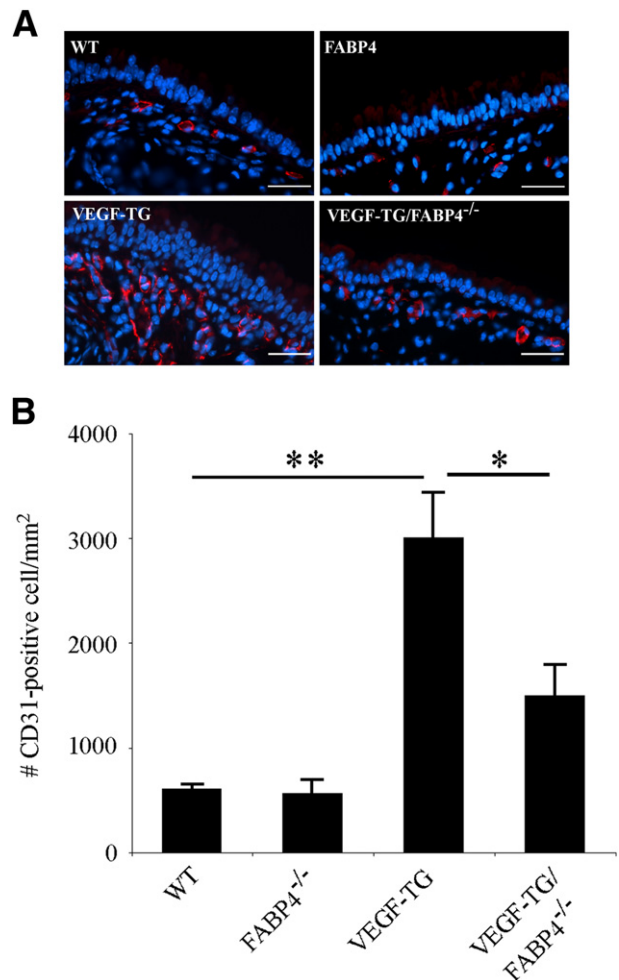 A
WT
FABP4
VEGF-TG
VEGF-TG/FABP4-/-
B
# CD31-positive cell/mm2
4000
3000
2000
1000
0
**
*
WT
FABP4-/-
VEGF-TG
VEGF-TG/
FABP4-/-